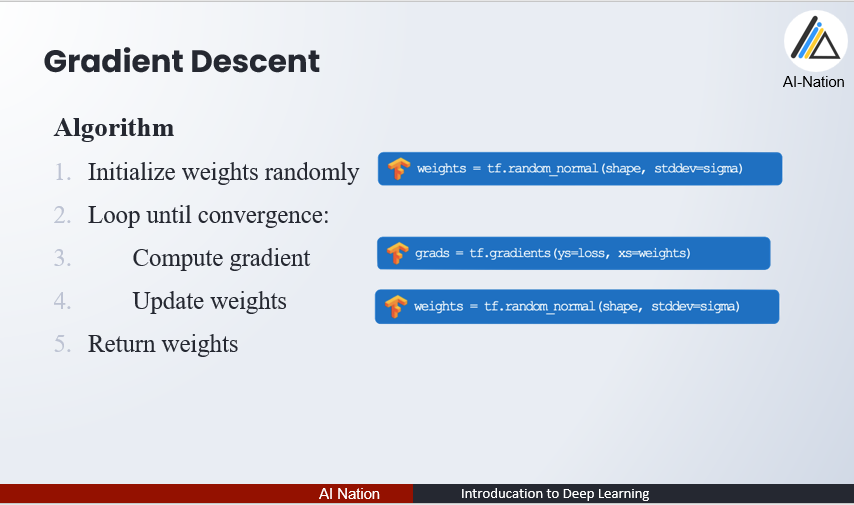 Gradient Descent
AI-Nation
Algorithm
1. Initialize weights randomly
weights = tf.random_normal(shape, stddev=sigma)
2. Loop until convergence:
3. Compute gradient
grads = tf.gradients(ys=loss, xs=weights)
4. Update weights
weights = tf.random_normal(shape, stddev=sigma)
5. Return weights
AI Nation
Introducation to Deep Learning